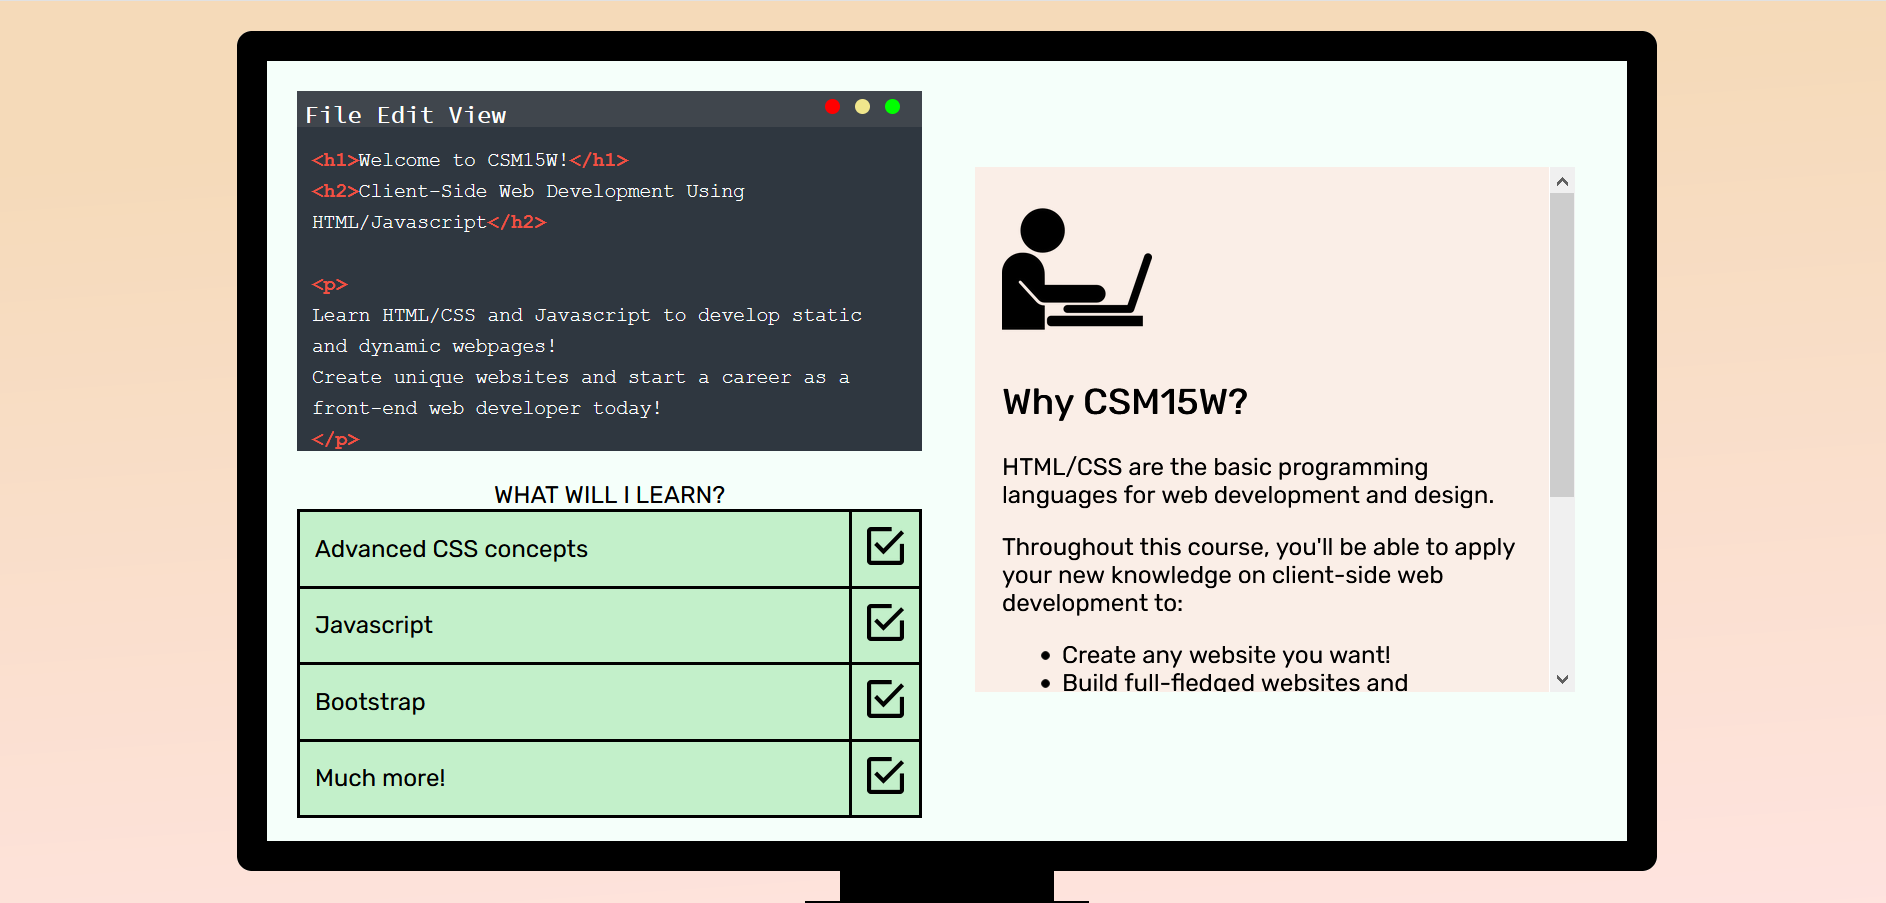 File Edit View
<h1>Welcome to CSM15W!</h1>
<h2>Client-Side Web Development Using
HTML/Javascript</h2>
<p>
Learn HTML/CSS and Javascript to develop static
and dynamic webpages!
Create unique websites and start a career as a
front-end web developer today!
</p>
WHAT WILL I LEARN?
Advanced CSS concepts
Javascript
Bootstrap
Much more!
Why CSM15W?
HTML/CSS are the basic programming
languages for web development and design.
Throughout this course, you'll be able to apply
your new knowledge on client-side web
development to:
• Create any website you want!
• Build full-fledged websites and